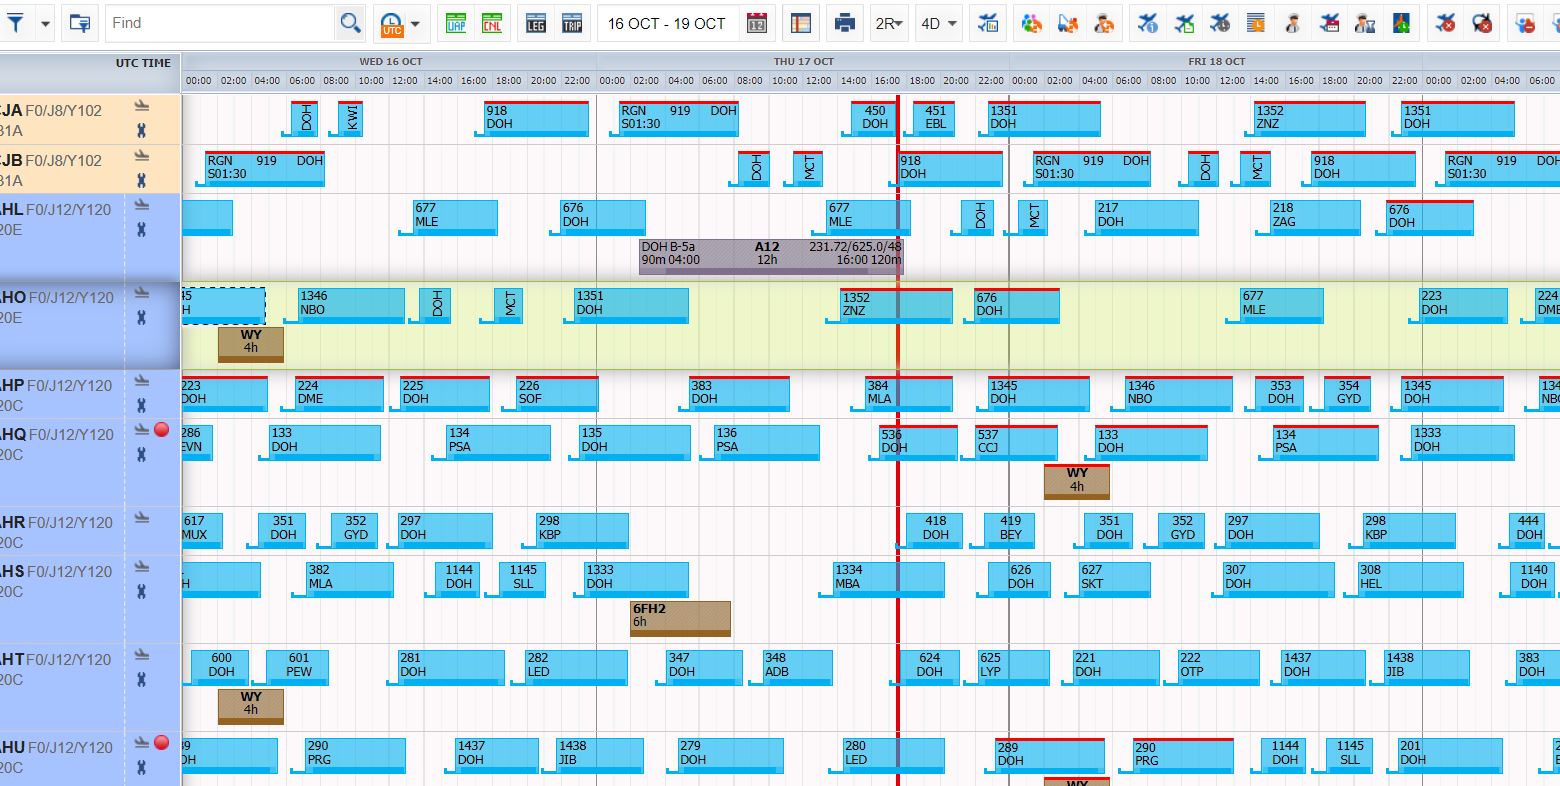 Find
UTC
UAP
CNL
LEG
TRIP
16 OCT - 19 OCT
2R
4D
UTC TIME
WED 16 OCT THU 17 OCT FRI 18 OCT
00:00 02:00 04:00 06:00 08:00 10:00 12:00 14:00 16:00 18:00 20:00 22:00 00:00 02:00 04:00 06:00 08:00 10:00 12:00 14:00 16:00 18:00 20:00 22:00 00:00 02:00 04:00 06:00 08:00 10:00 12:00 14:00 16:00 18:00 20:00 22:00 00:00 02:00 04:00 06:00
CJA F0/J8/Y102 DOH KWI 918 RGN 919 DOH 450 451 1351 1352 1351
31A DOH S01:30 DOH EBL DOH ZNZ DOH
CJB F0/J8/Y102 RGN 919 DOH DOH MCT 918 RGN 919 DOH DOH MCT 918 RGN 919 DOH
31A S01:30 DOH S01:30 DOH S01:30
AHL F0/J12/Y120 677 676 677 DOH MCT 217 218 676
20E MLE DOH MLE DOH ZAG DOH
DOH B-5a A12 231.72/625.0/48
90m 04:00 12h 16:00 120m
AHO F0/J12/Y120 45 1346 DOH MCT 1351 1352 676 677 223 224
20E H NBO DOH ZNZ DOH MLE DOH DME
WY
4h
AHP F0/J12/Y120 223 224 225 226 383 384 1345 1346 353 354 1345 134
20C DOH DME DOH SOF DOH MLA DOH NBO DOH GYD DOH NBO
AHQ F0/J12/Y120 286 133 134 135 136 536 537 133 134 1333
20C EVN DOH PSA DOH PSA DOH CCJ DOH PSA DOH
WY
4h
AHR F0/J12/Y120 617 351 352 297 298 418 419 351 352 297 298 444
20C MUX DOH GYD DOH KBP DOH BEY DOH GYD DOH KBP DOH
AHS F0/J12/Y120 382 1144 1145 1333 1334 626 627 307 308 1140
20C H MLA DOH SLL DOH MBA DOH SKT DOH HEL DOH
6FH2
6h
AHT F0/J12/Y120 600 601 281 282 347 348 624 625 221 222 1437 1438 383
20C DOH PEW DOH LED DOH ADB DOH LYP DOH OTP DOH JIB DOH
WY
4h
AHU F0/J12/Y120 39 290 1437 1438 279 280 289 290 1144 1145 201 2
20C OH PRG DOH JIB DOH LED DOH PRG DOH SLL DOH
WY